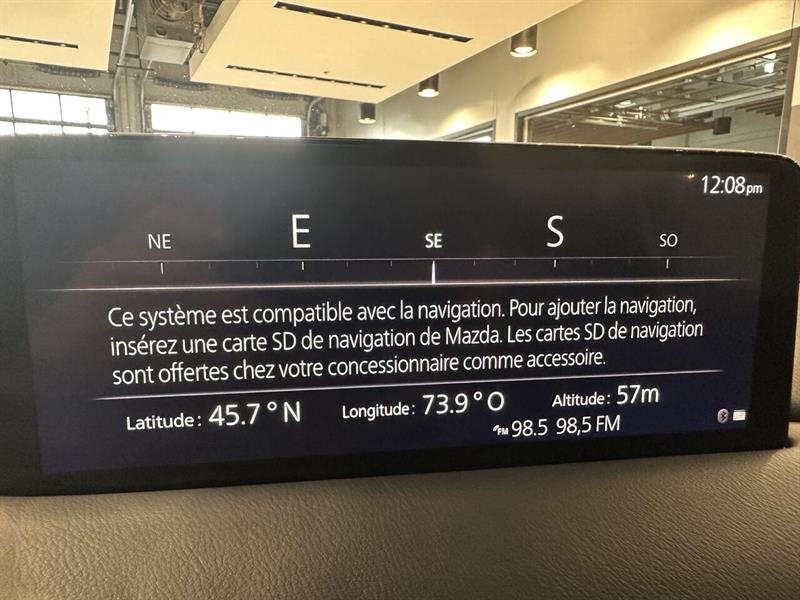 12:08pm
NE E SE S SO
Ce système est compatible avec la navigation. Pour ajouter la navigation,
insérez une carte SD de navigation de Mazda. Les cartes SD de navigation
sont offertes chez votre concessionnaire comme accessoire.
Latitude: 45.7° N Longitude: 73.9° O Altitude: 57m
FM 98.5 98,5 FM